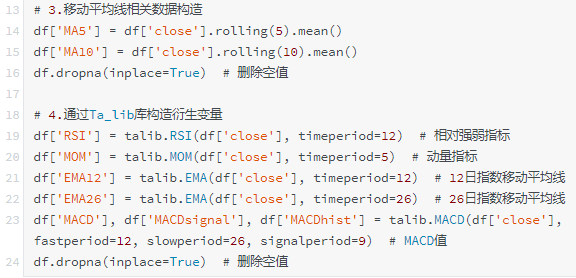 13 # 3.移动平均线相关数据构造
14 df['MA5'] = df['close'].rolling(5).mean()
15 df['MA10'] = df['close'].rolling(10).mean()
16 df.dropna(inplace=True)  # 删除空值
17
18 # 4.通过Ta_lib库构造衍生变量
19 df['RSI'] = talib.RSI(df['close'], timeperiod=12)  # 相对强弱指标
20 df['MOM'] = talib.MOM(df['close'], timeperiod=5)  # 动量指标
21 df['EMA12'] = talib.EMA(df['close'], timeperiod=12)  # 12日指数移动平均线
22 df['EMA26'] = talib.EMA(df['close'], timeperiod=26)  # 26日指数移动平均线
23 df['MACD'], df['MACDsignal'], df['MACDhist'] = talib.MACD(df['close'],
fastperiod=12, slowperiod=26, signalperiod=9)  # MACD值
24 df.dropna(inplace=True)  # 删除空值